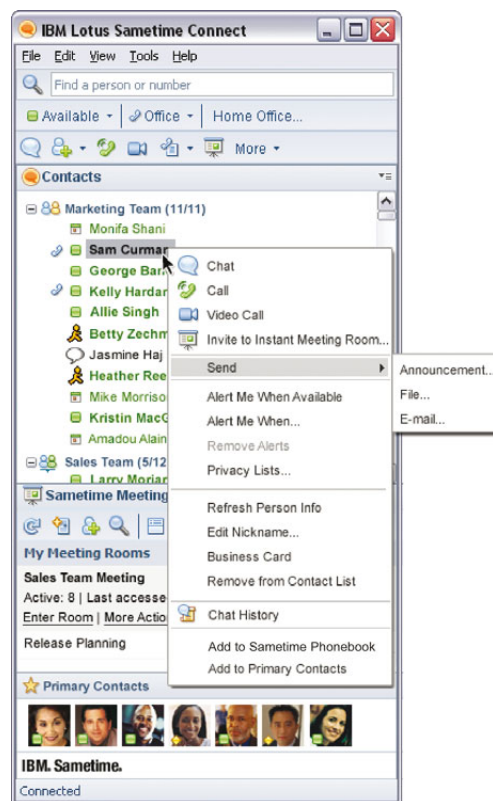 IBM Lotus Sametime Connect
File Edit View Tools Help
Find a person or number
Available Office Home Office...
More
Contacts
Marketing Team (11/11)
Monifa Shani
Sam Curman
George Bar
Kelly Hardar
Allie Singh
Betty Zechm
Jasmine Haj
Heather Ree
Mike Morriso
Kristin MacG
Amadou Alain
Sales Team (5/12
Larry Moriar
Chat
Call
Video Call
Invite to Instant Meeting Room...
Send
Alert Me When Available
Alert Me When...
Remove Alerts
Privacy Lists...
Refresh Person Info
Edit Nickname...
Business Card
Remove from Contact List
Chat History
Add to Sametime Phonebook
Add to Primary Contacts
Announcement...
File...
E-mail...
Sametime Meeting
My Meeting Rooms
Sales Team Meeting
Active: 8 | Last accesse
Enter Room | More Actio
Release Planning
Primary Contacts
IBM. Sametime.
Connected